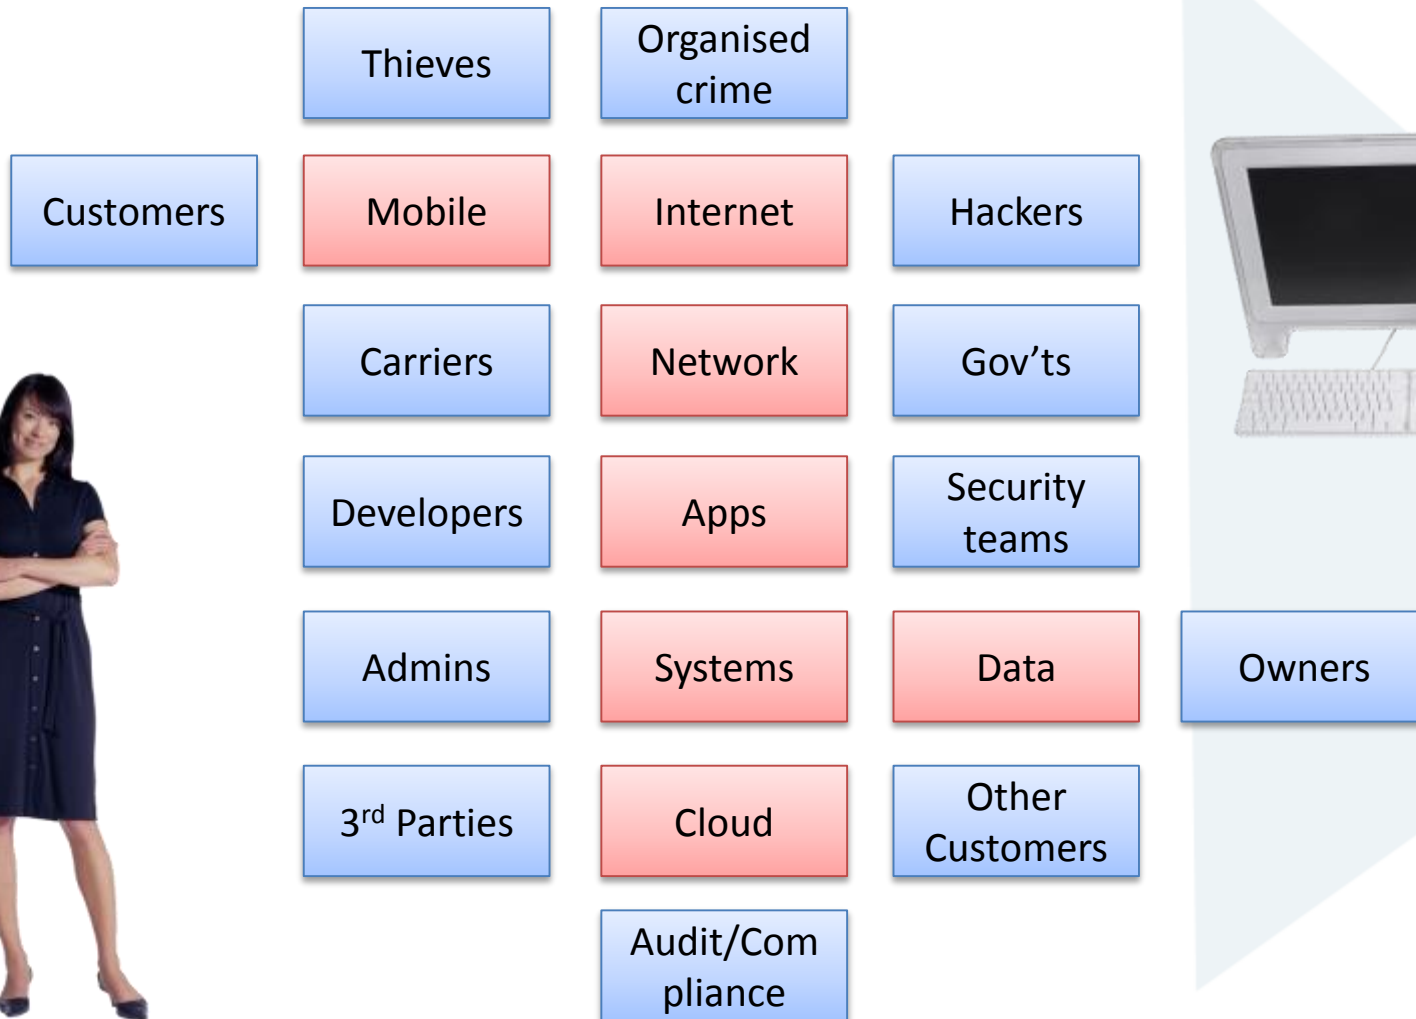 Thieves
Organised
crime
Customers
Mobile
Internet
Hackers
Carriers
Network
Gov’ts
Developers
Apps
Security
teams
Admins
Systems
Data
Owners
3rd Parties
Cloud
Other
Customers
Audit/Com
pliance